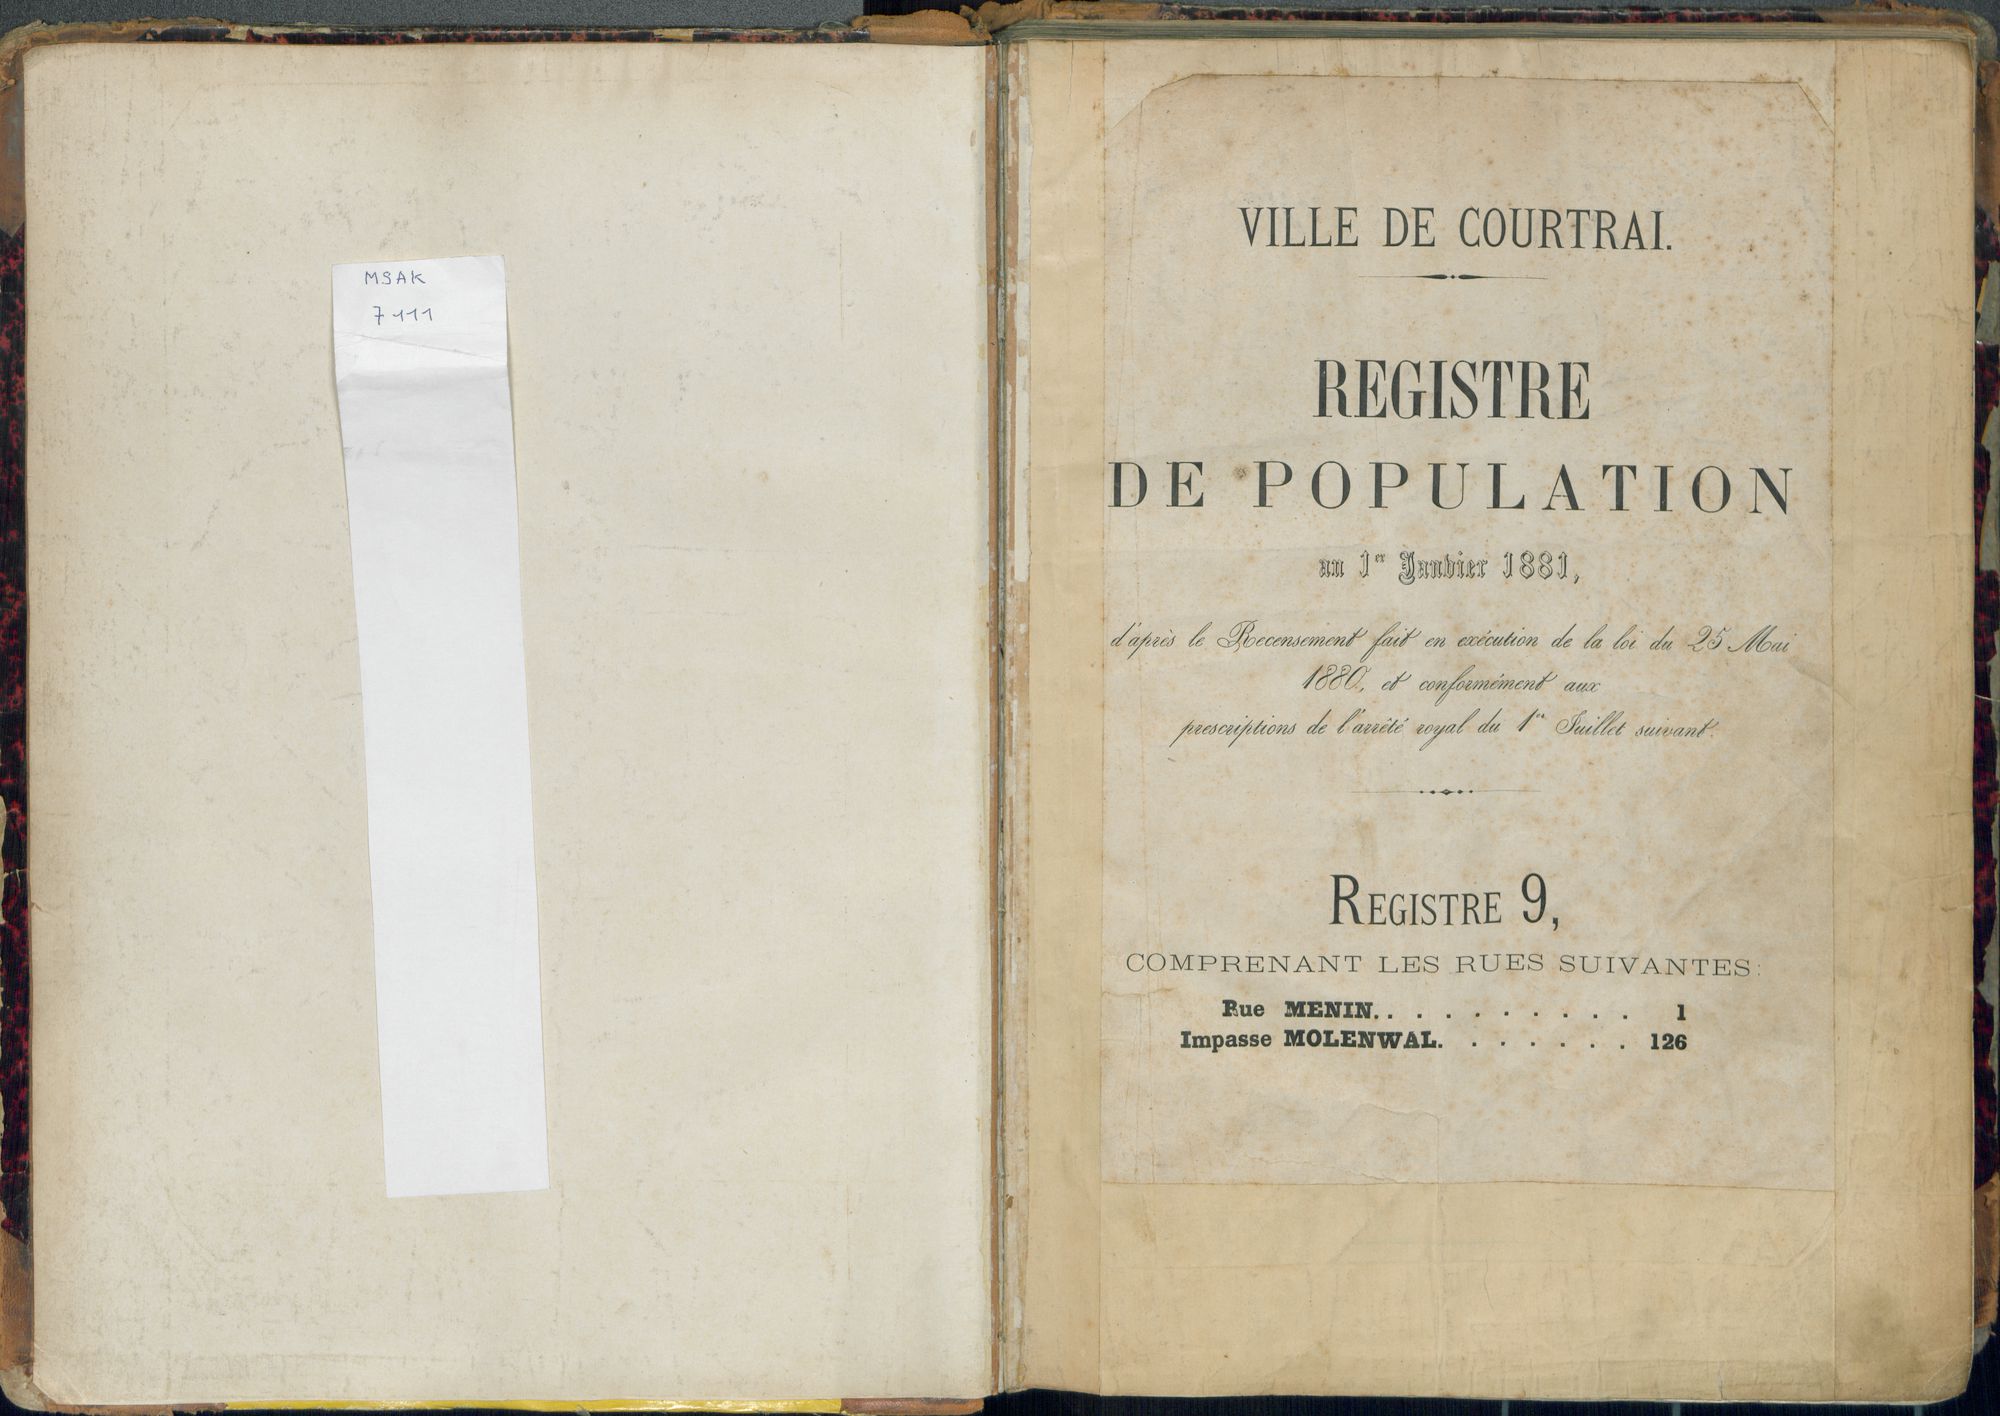 MSAK
7111
VILLE DE COURTRAI.
REGISTRE
DE POPULATION
au 1er Janvier 1881,
d'après le Recensement fait en exécution de la loi du 25 Mai
1880, et conformément aux
prescriptions de l'arrêté royal du 1er Juillet suivant.
REGISTRE 9,
COMPRENANT LES RUES SUIVANTES:
Rue MENIN. . . . . . . . . . 1
Impasse MOLENWAL. . . . . . . 126